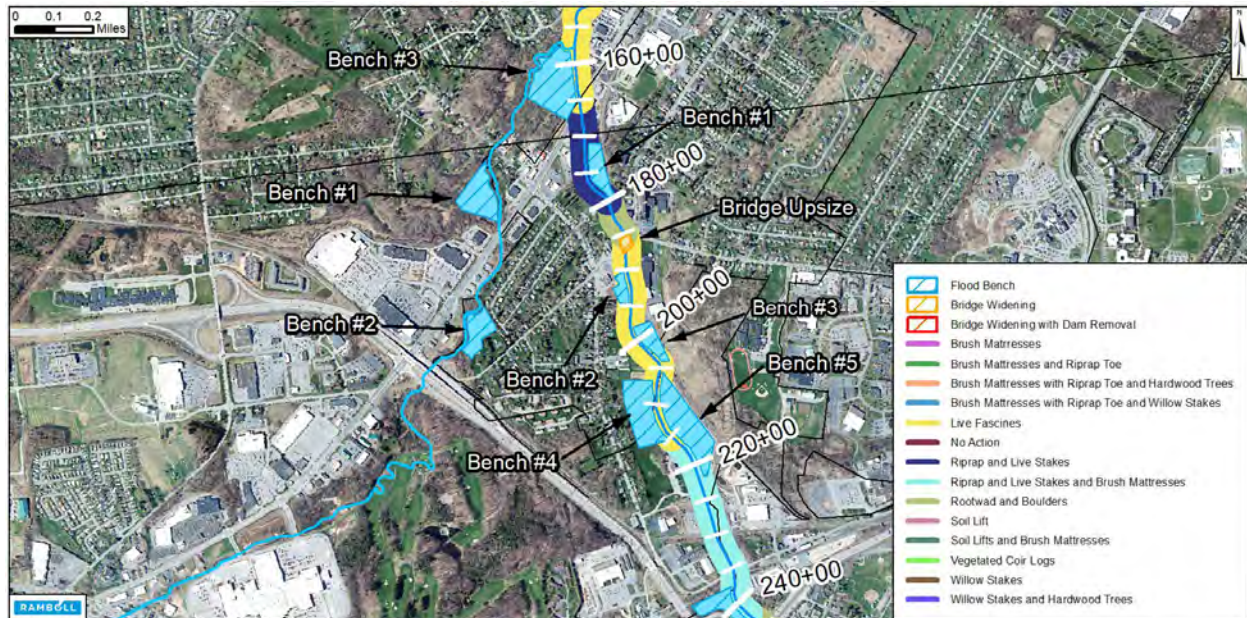 0 0.1 0.2
Miles
N
Bench #3
160+00
Bench #1
Bench #1
180+00
Bridge Upsize
200+00
Bench #3
Bench #2
Bench #2
Bench #5
Bench #4
220+00
240+00
Flood Bench
Bridge Widening
Bridge Widening with Dam Removal
Brush Matrresses
Brush Mattresses and Riprap Toe
Brush Mattresses with Riprap Toe and Hardwood Trees
Brush Mattresses with Riprap Toe and Willow Stakes
Live Fascines
No Action
Riprap and Live Stakes
Riprap and Live Stakes and Brush Mattresses
Rootwad and Boulders
Soil Lift
Soil Lifts and Brush Mattresses
Vegetated Coir Logs
Willow Stakes
Willow Stakes and Hardwood Trees
RAMBOLL